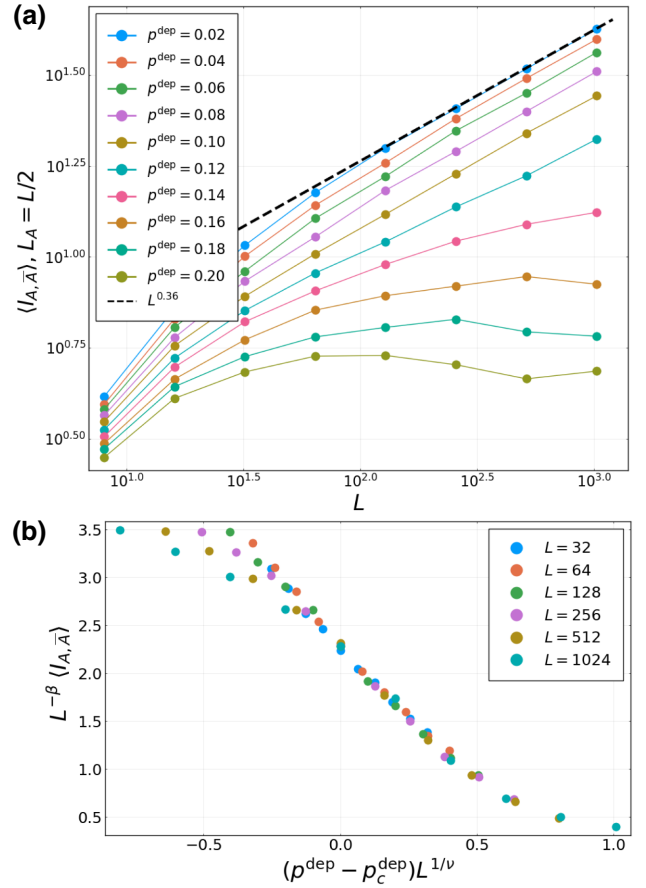 (a)
p^dep = 0.02
p^dep = 0.04
p^dep = 0.06
p^dep = 0.08
p^dep = 0.10
p^dep = 0.12
p^dep = 0.14
p^dep = 0.16
p^dep = 0.18
p^dep = 0.20
L^0.36
10^1.50
10^1.25
10^1.00
10^0.75
10^0.50
⟨I_{A,A̅}⟩, L_A = L/2
10^1.0 10^1.5 10^2.0 10^2.5 10^3.0
L
(b)
L = 32
L = 64
L = 128
L = 256
L = 512
L = 1024
3.5
3.0
2.5
2.0
1.5
1.0
0.5
L^{−β} ⟨I_{A,A̅}⟩
−0.5 0.0 0.5 1.0
(p^dep − p_c^dep)L^{1/ν}